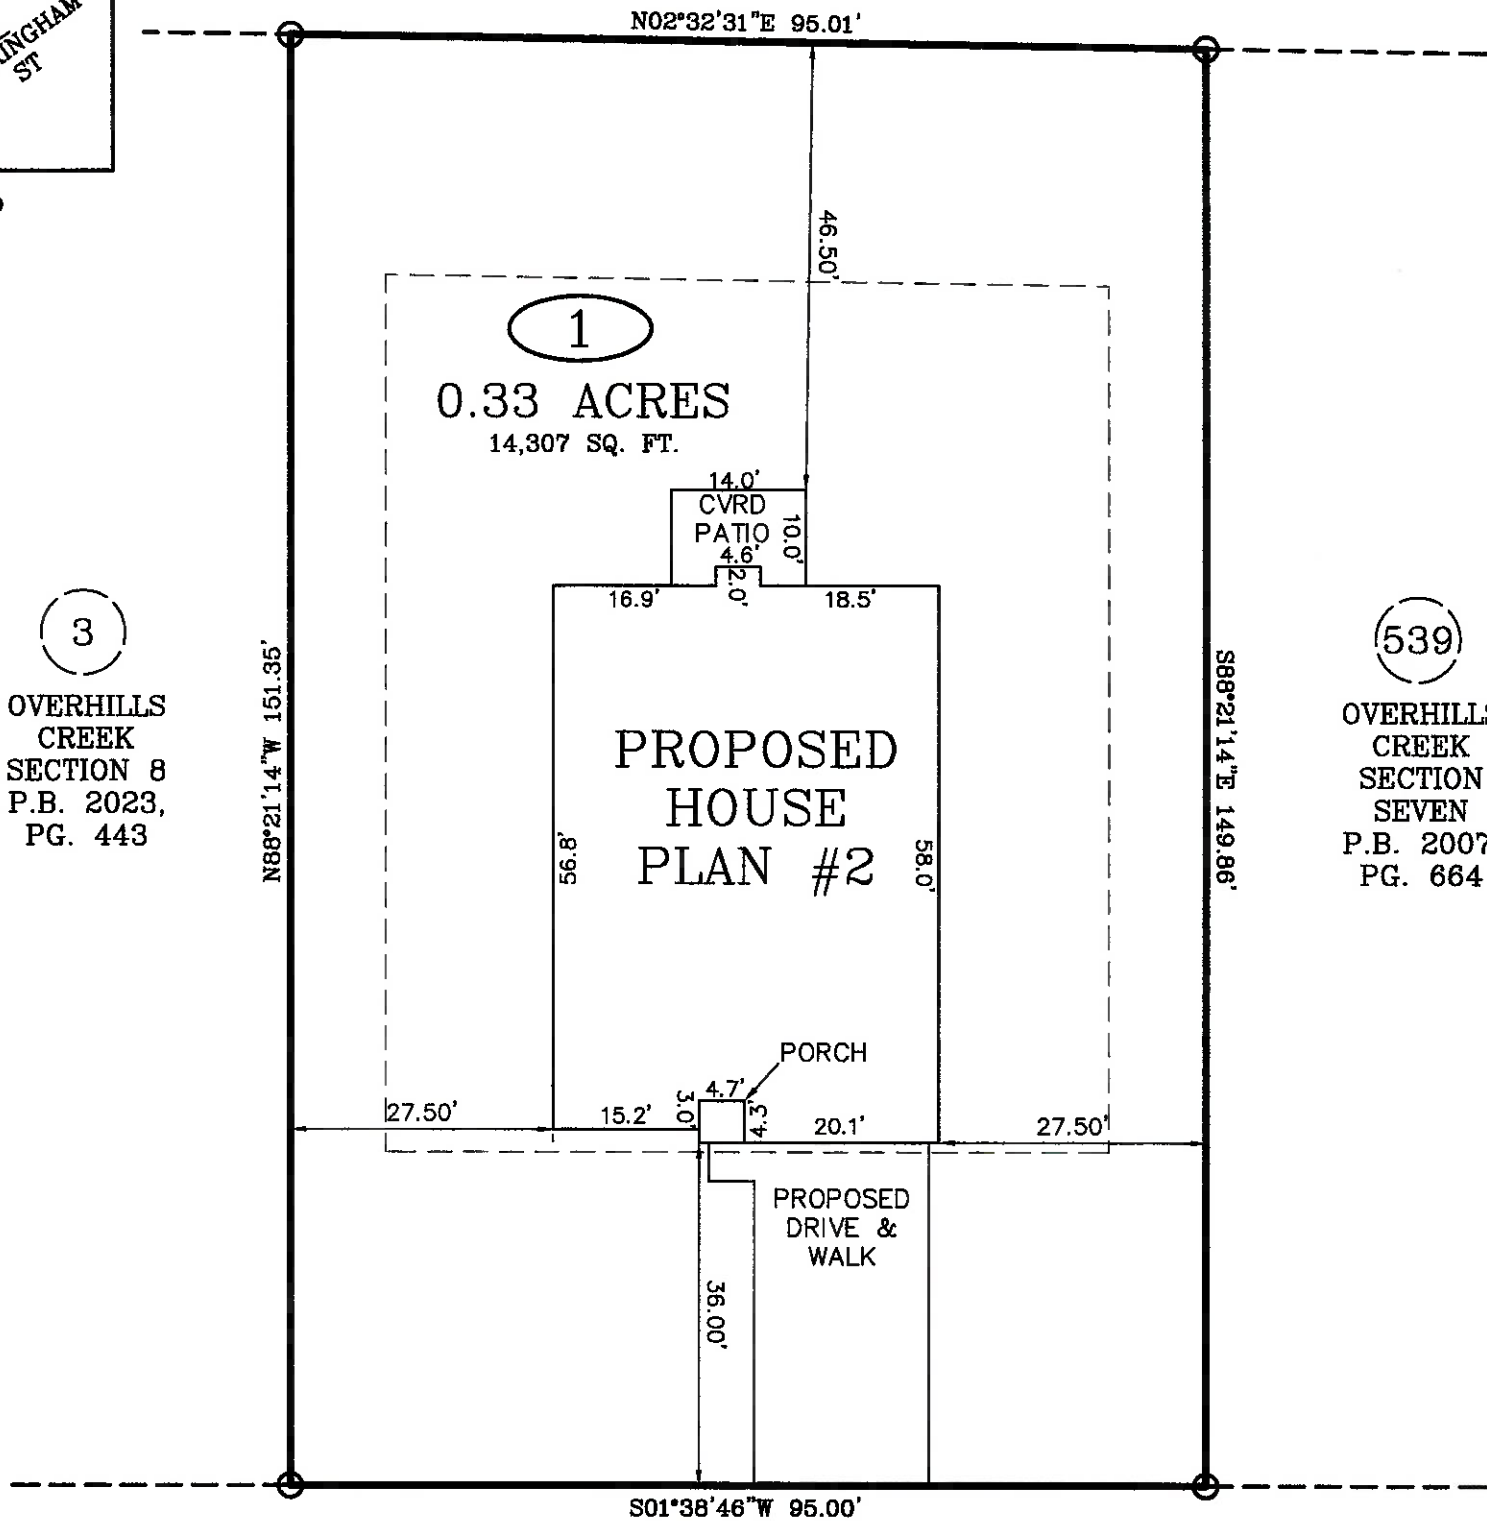 ST
N02°32'31"E 95.01'
46.50'
1
0.33 ACRES
14,307 SQ. FT.
14.0'
CVRD
PATIO
10.0'
4.6'
2.0'
16.9'
18.5'
3
OVERHILLS
CREEK
SECTION 8
P.B. 2023,
PG. 443
N88°21'14"W 151.35'
PROPOSED
HOUSE
PLAN #2
56.8'
58.0'
S88°21'14"E 149.86'
539
OVERHILLS
CREEK
SECTION
SEVEN
P.B. 2007
PG. 664
PORCH
4.7'
3.0'
4.3'
27.50'
15.2'
20.1'
27.50'
PROPOSED
DRIVE &
WALK
36.00'
S01°38'46"W 95.00'